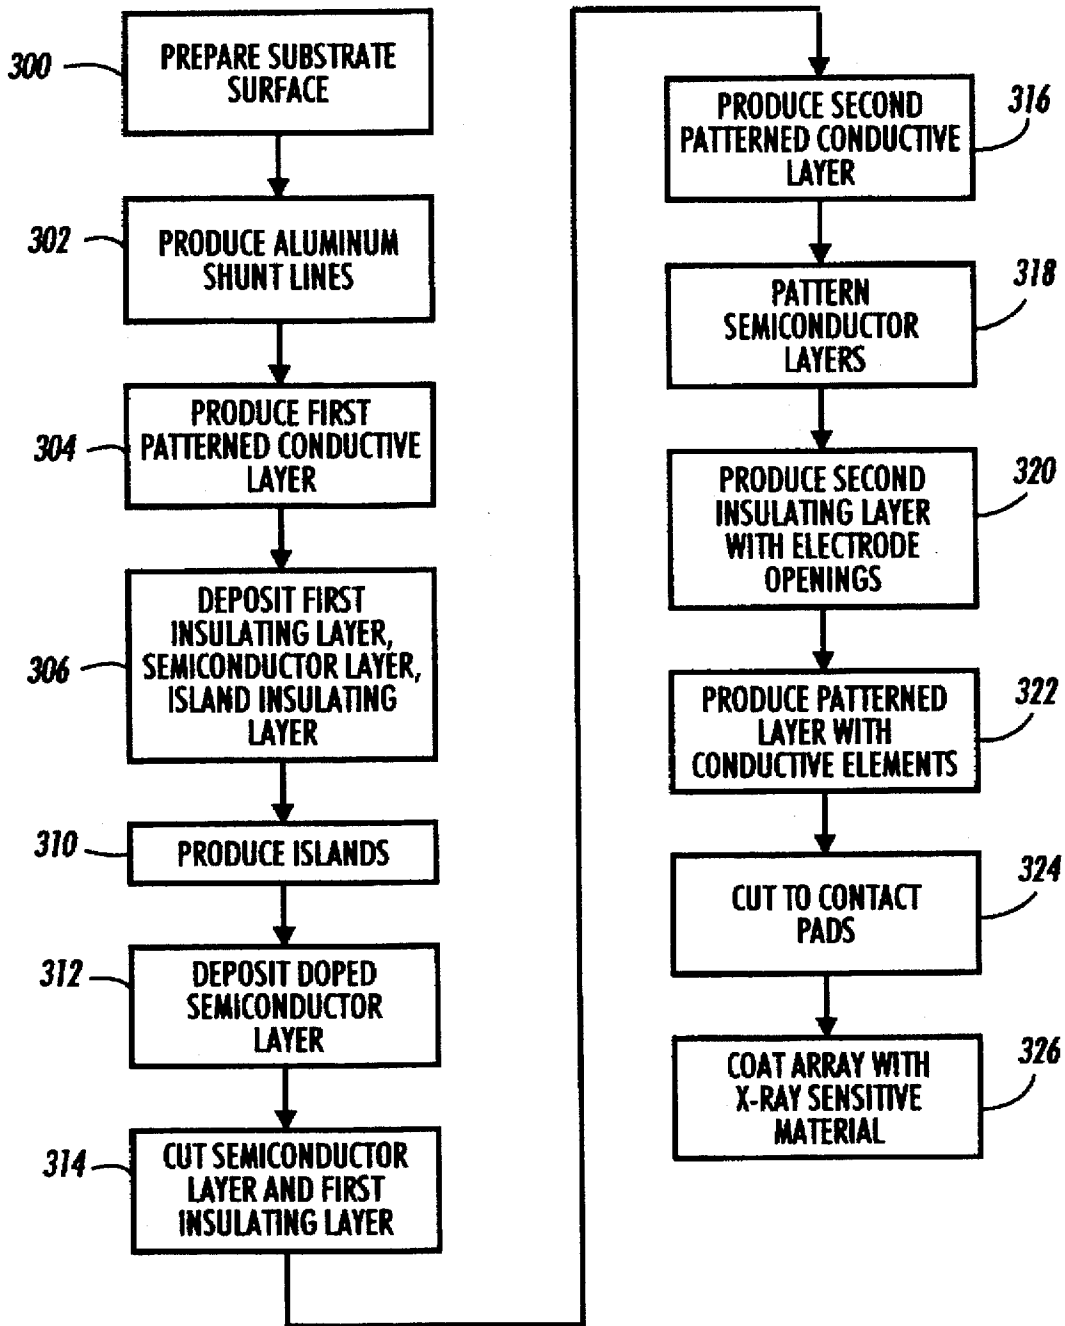 300
PREPARE SUBSTRATE
SURFACE
302
PRODUCE ALUMINUM
SHUNT LINES
304
PRODUCE FIRST
PATTERNED CONDUCTIVE
LAYER
306
DEPOSIT FIRST
INSULATING LAYER,
SEMICONDUCTOR LAYER,
ISLAND INSULATING
LAYER
310
PRODUCE ISLANDS
312
DEPOSIT DOPED
SEMICONDUCTOR
LAYER
314
CUT SEMICONDUCTOR
LAYER AND FIRST
INSULATING LAYER
316
PRODUCE SECOND
PATTERNED CONDUCTIVE
LAYER
318
PATTERN
SEMICONDUCTOR
LAYERS
320
PRODUCE SECOND
INSULATING LAYER
WITH ELECTRODE
OPENINGS
322
PRODUCE PATTERNED
LAYER WITH
CONDUCTIVE ELEMENTS
324
CUT TO CONTACT
PADS
326
COAT ARRAY WITH
X-RAY SENSITIVE
MATERIAL